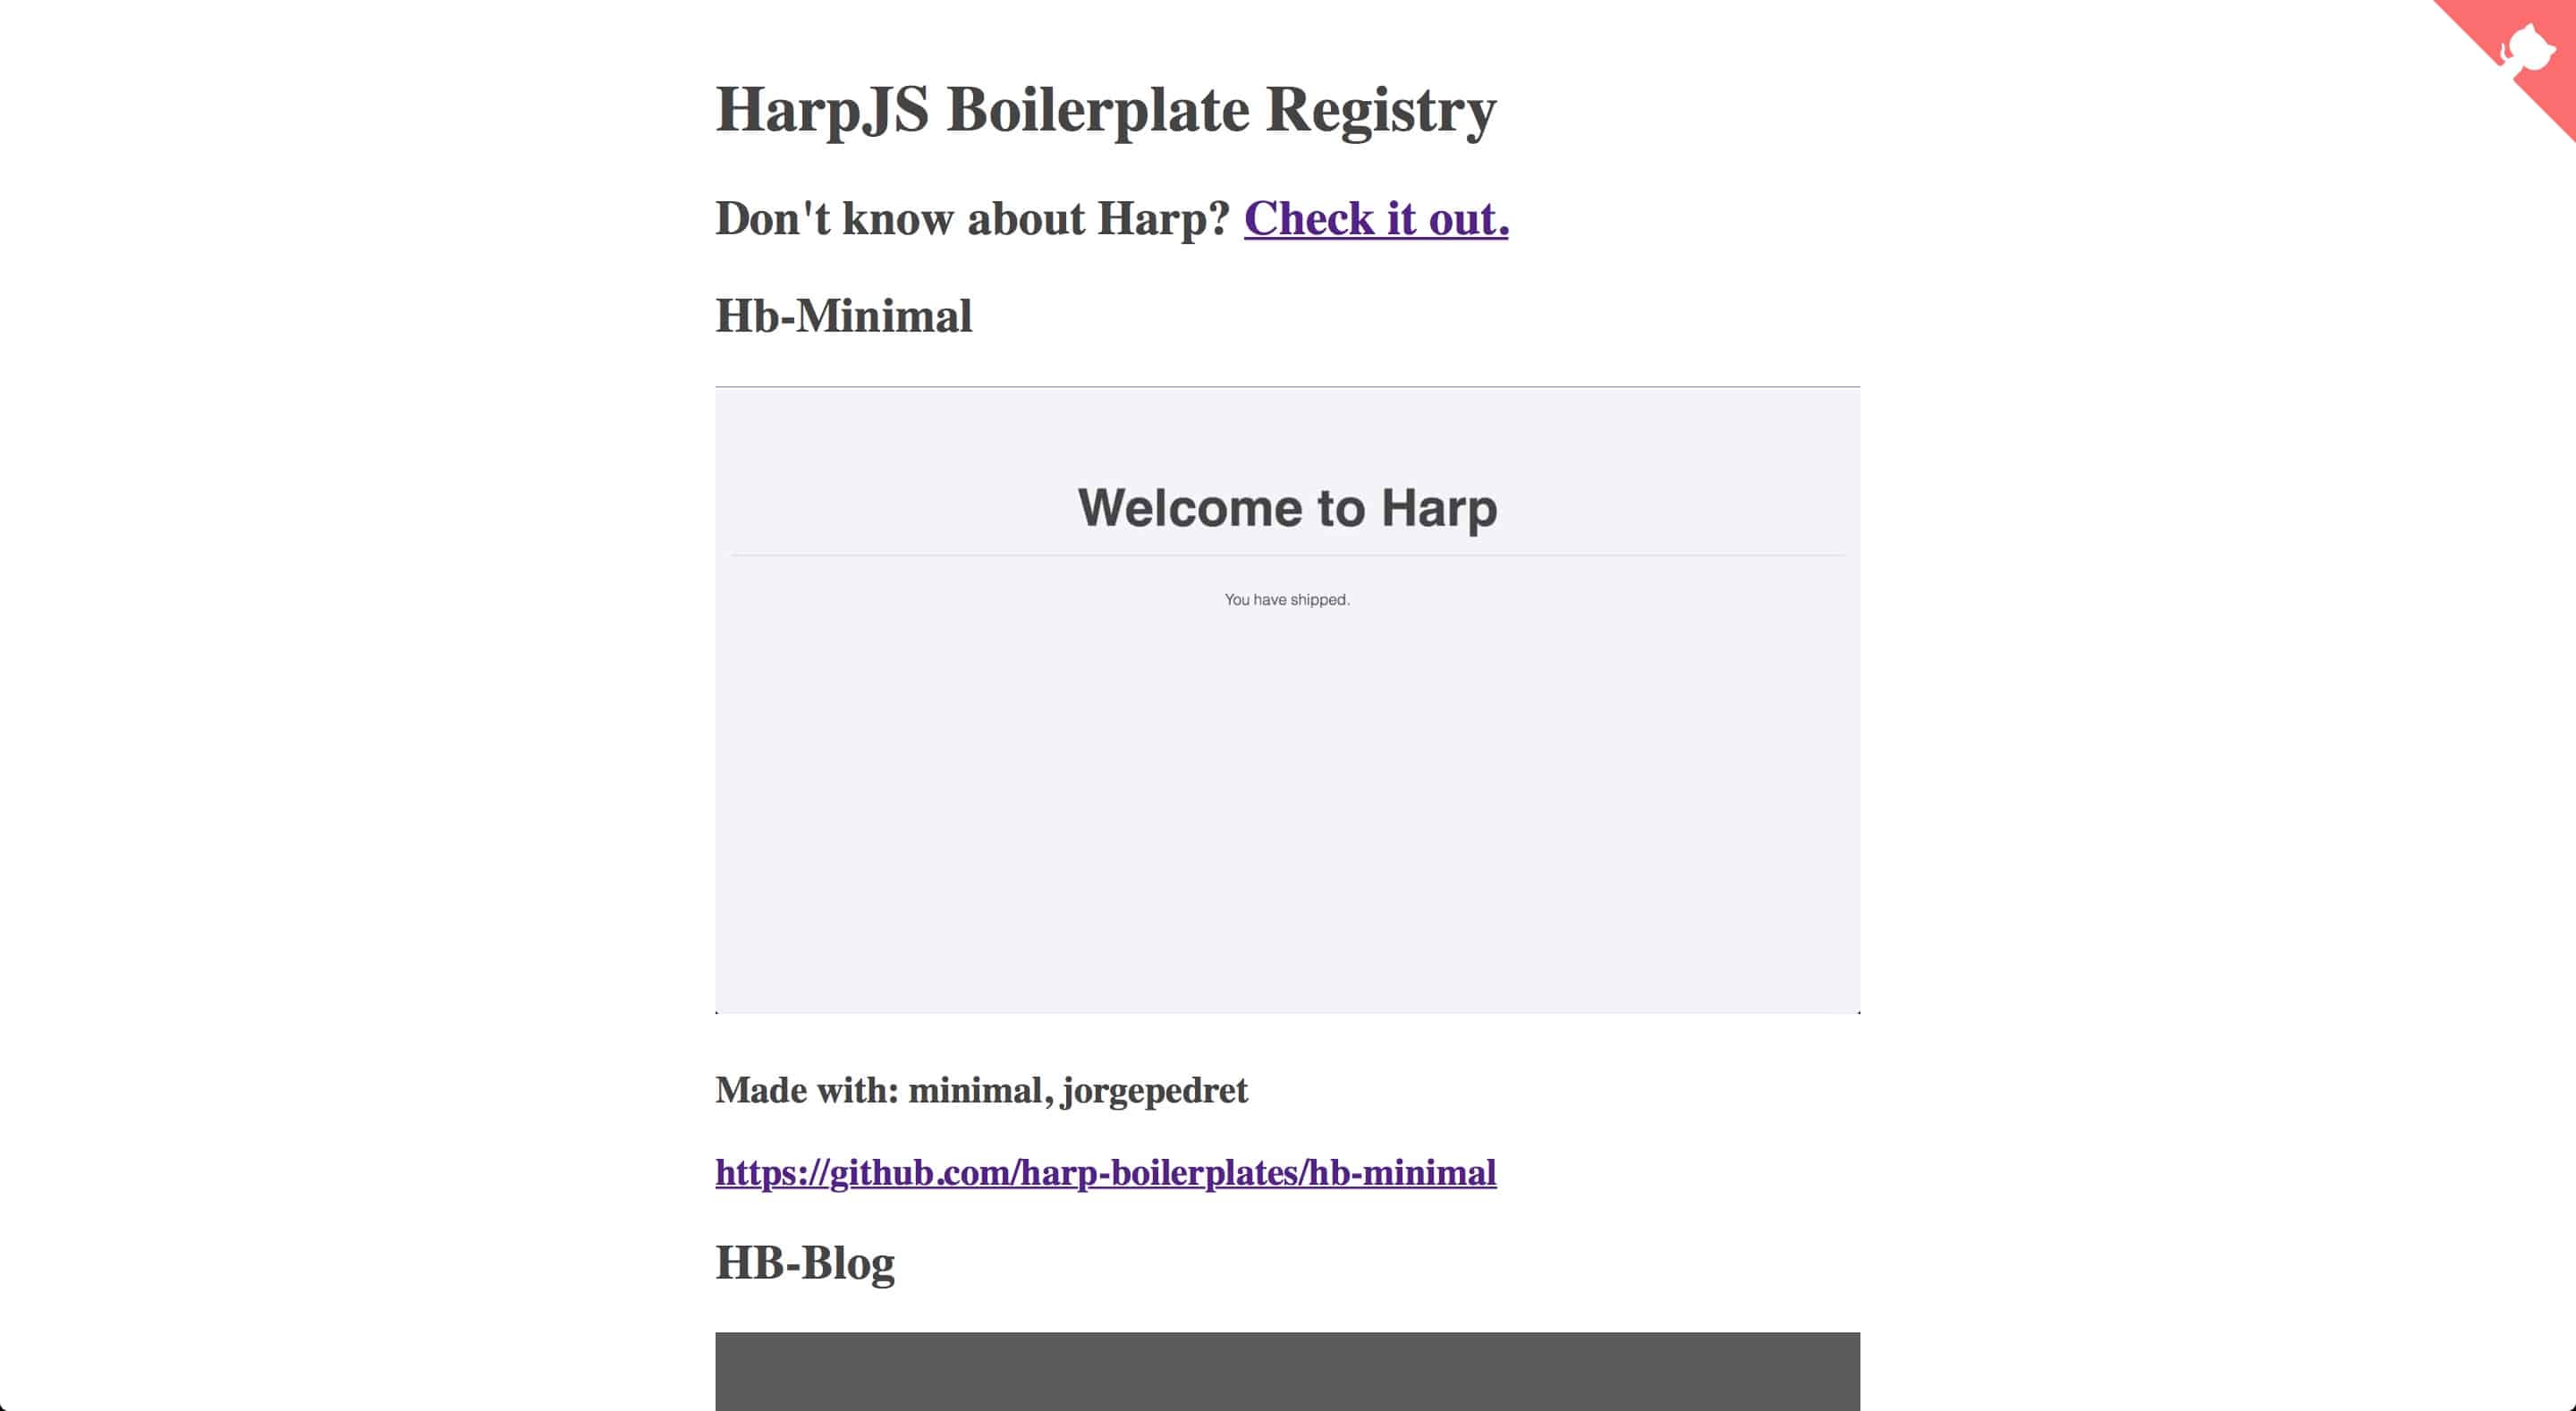 HarpJS Boilerplate Registry
Don't know about Harp? Check it out.
Hb-Minimal
Welcome to Harp
You have shipped.
Made with: minimal, jorgepedret
https://github.com/harp-boilerplates/hb-minimal
HB-Blog